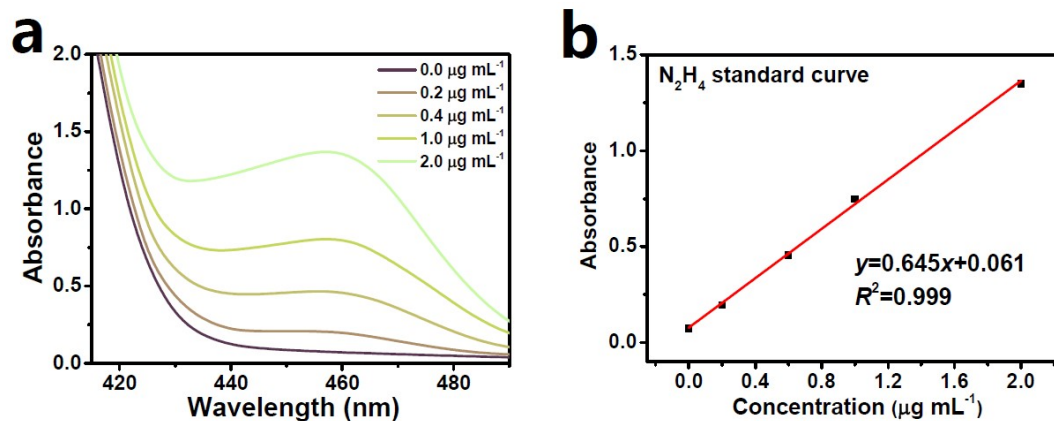 a
2.0
1.5
1.0
0.5
0.0
Absorbance
420
440
460
480
Wavelength (nm)
0.0 μg mL⁻¹
0.2 μg mL⁻¹
0.4 μg mL⁻¹
1.0 μg mL⁻¹
2.0 μg mL⁻¹
b
1.5
1.0
0.5
0.0
Absorbance
N₂H₄ standard curve
y=0.645x+0.061
R²=0.999
0.0
0.4
0.8
1.2
1.6
2.0
Concentration (μg mL⁻¹)